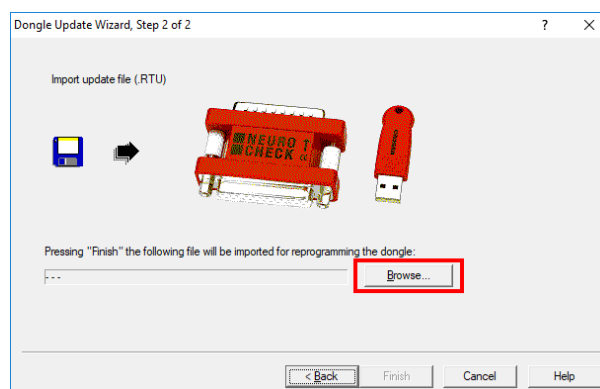 Dongle Update Wizard, Step 2 of 2
Import update file (.RTU)
NEURO
CHECK
Pressing "Finish" the following file will be imported for reprogramming the dongle:
---
Browse...
< Back
Finish
Cancel
Help